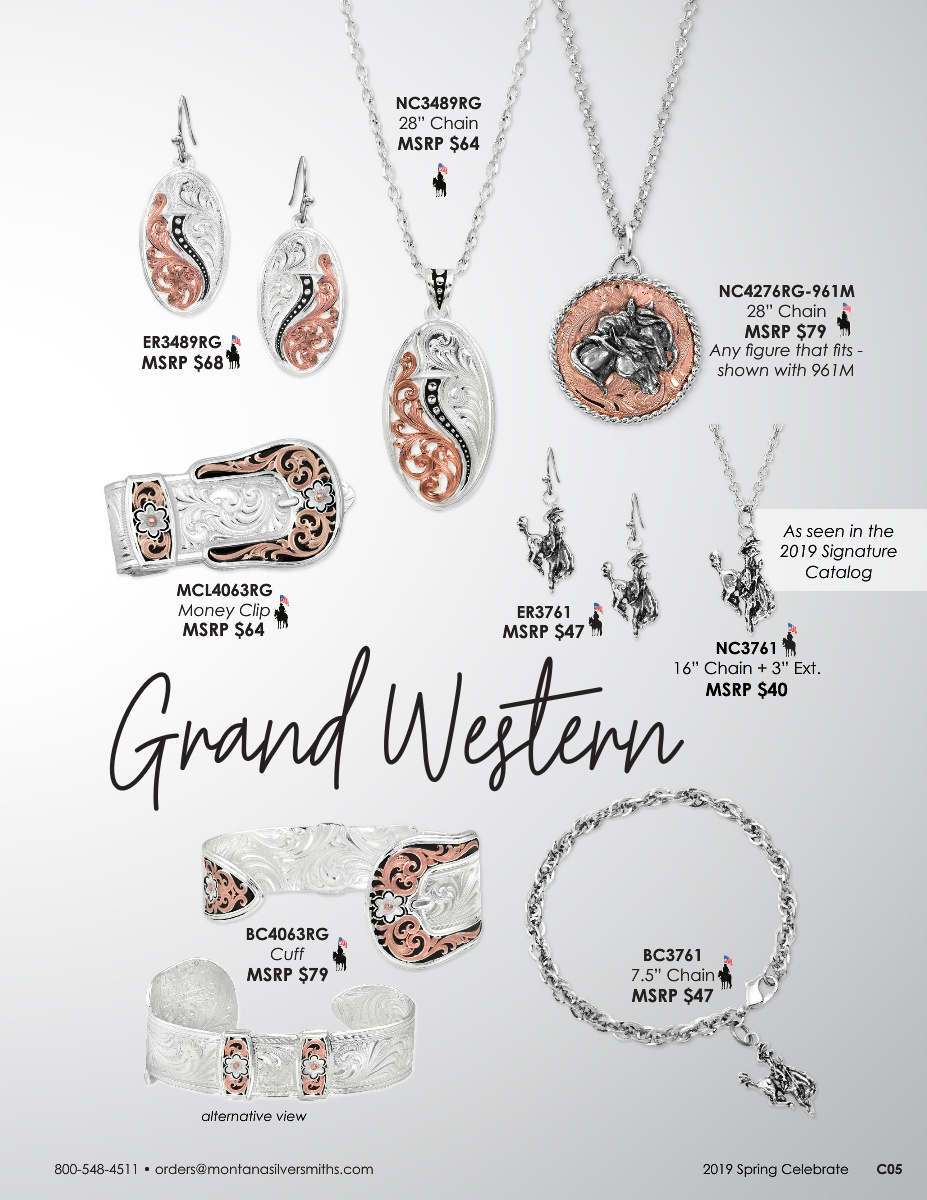 NC3489RG
28” Chain
MSRP $64
ER3489RG
MSRP $68
NC4276RG-961M
28” Chain
MSRP $79
Any figure that fits -
shown with 961M
MCL4063RG
Money Clip
MSRP $64
ER3761
MSRP $47
As seen in the
2019 Signature
Catalog
NC3761
16” Chain + 3” Ext.
MSRP $40
Grand Western
BC4063RG
Cuff
MSRP $79
BC3761
7.5” Chain
MSRP $47
alternative view
800-548-4511 • orders@montanasilversmiths.com
2019 Spring Celebrate C05